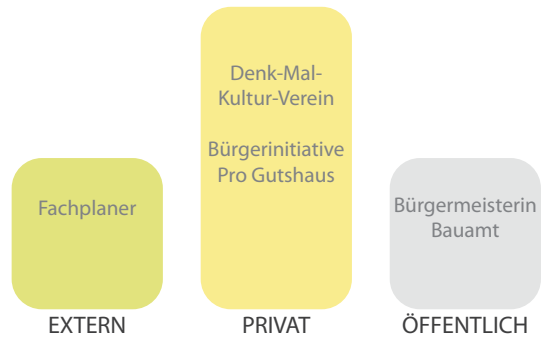 Denk-Mal-
Kultur-Verein
Bürgerinitiative
Pro Gutshaus
Fachplaner
Bürgermeisterin
Bauamt
EXTERN
PRIVAT
ÖFFENTLICH